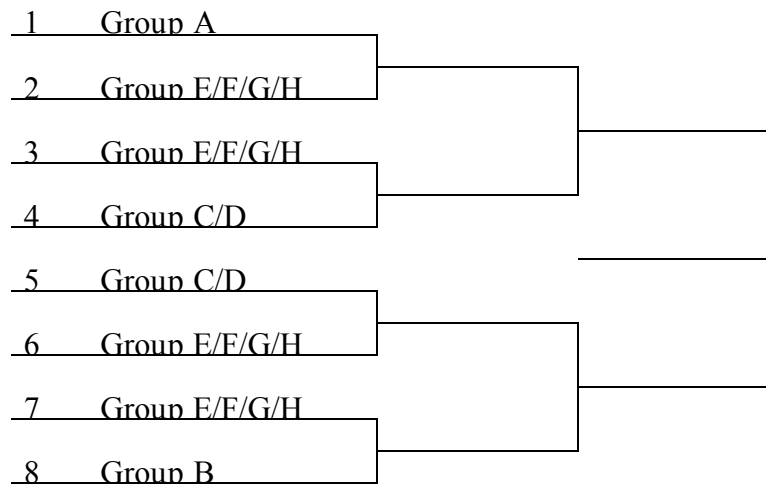 1 Group A
2 Group E/F/G/H
3 Group E/F/G/H
4 Group C/D
5 Group C/D
6 Group E/F/G/H
7 Group E/F/G/H
8 Group B